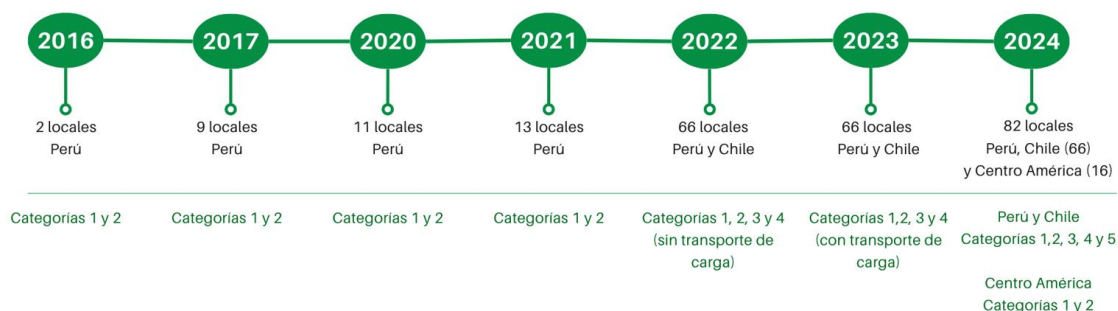 2016
2017
2020
2021
2022
2023
2024
2 locales
Perú
9 locales
Perú
11 locales
Perú
13 locales
Perú
66 locales
Perú y Chile
66 locales
Perú y Chile
82 locales
Perú, Chile (66)
y Centro América (16)
Categorías 1 y 2
Categorías 1 y 2
Categorías 1 y 2
Categorías 1 y 2
Categorías 1, 2, 3 y 4
(sin transporte de
carga)
Categorías 1,2, 3 y 4
(con transporte de
carga)
Perú y Chile
Categorías 1,2, 3, 4 y 5
Centro América
Categorías 1 y 2